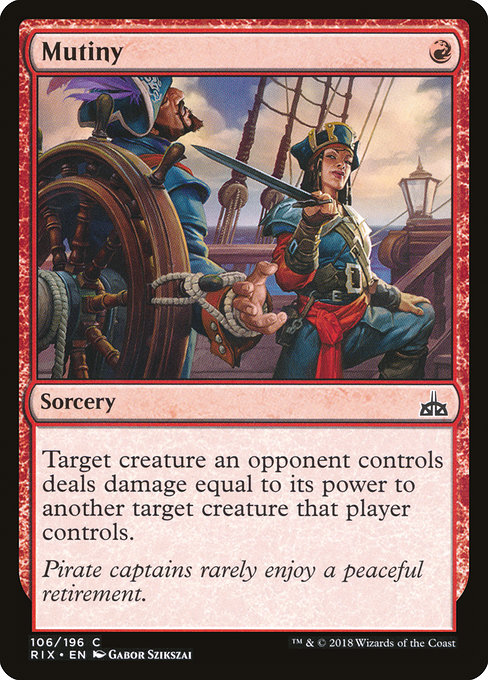 Mutiny
Sorcery
Target creature an opponent controls
deals damage equal to its power to
another target creature that player
controls.
Pirate captains rarely enjoy a peaceful
retirement.
106/196 C
RIX • EN Gabor Szikszai
™ & © 2018 Wizards of the Coast